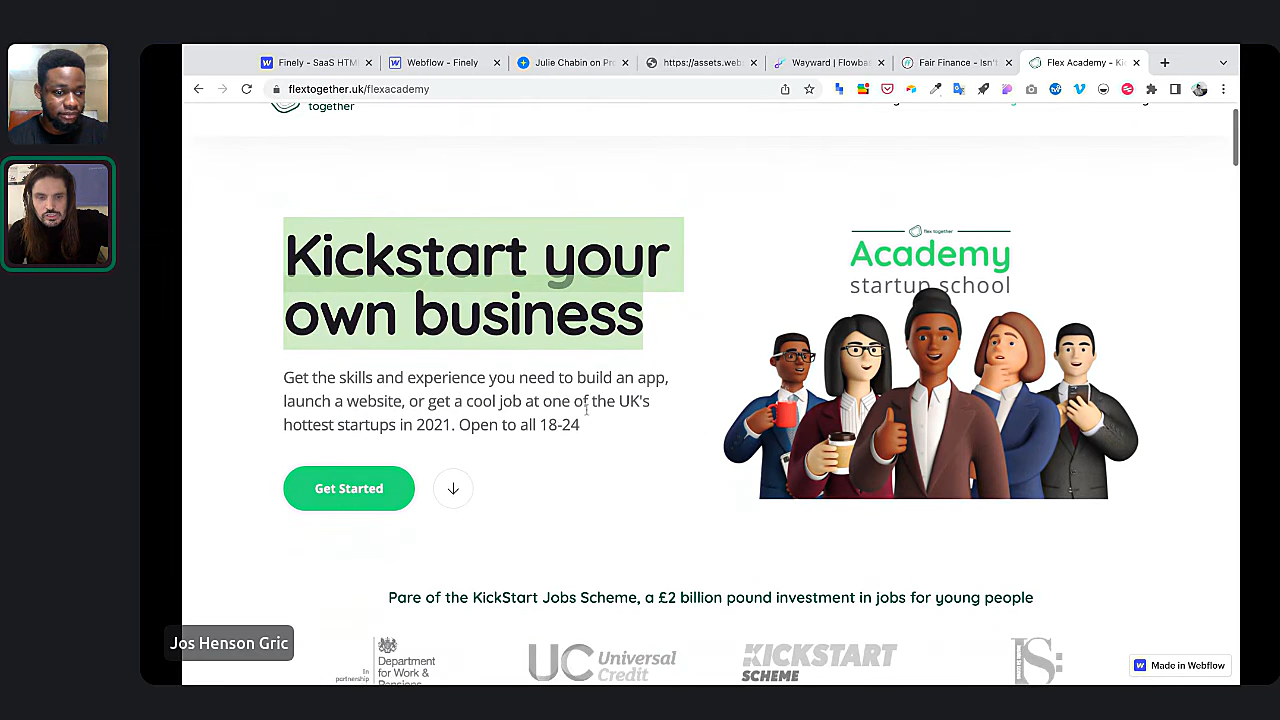 Finely - SaaS HTM
Webflow - Finely
Julie Chabin on Pro
https://assets.web
Wayward | Flowba
Fair Finance - Isn't
Flex Academy - Ki
flextogether.uk/flexacademy
together
Kickstart your
own business
Get the skills and experience you need to build an app,
launch a website, or get a cool job at one of the UK's
hottest startups in 2021. Open to all 18-24
Get Started
flex together
Academy
startup school
Pare of the KickStart Jobs Scheme, a £2 billion pound investment in jobs for young people
In
partnership
Department
for Work &
Pensions
UC Universal
Credit
KICKSTART
SCHEME
Made in Webflow
Jos Henson Gric